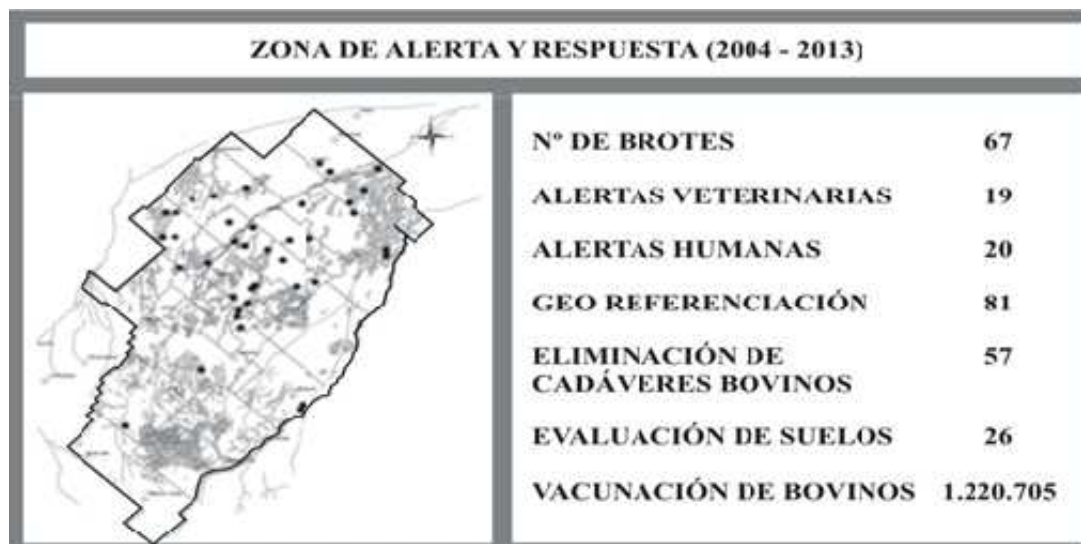 ZONA DE ALERTA Y RESPUESTA (2004 - 2013)
Nº DE BROTES 67
ALERTAS VETERINARIAS 19
ALERTAS HUMANAS 20
GEO REFERENCIACIÓN 81
ELIMINACIÓN DE 57
CADÁVERES BOVINOS
EVALUACIÓN DE SUELOS 26
VACUNACIÓN DE BOVINOS 1.220.705